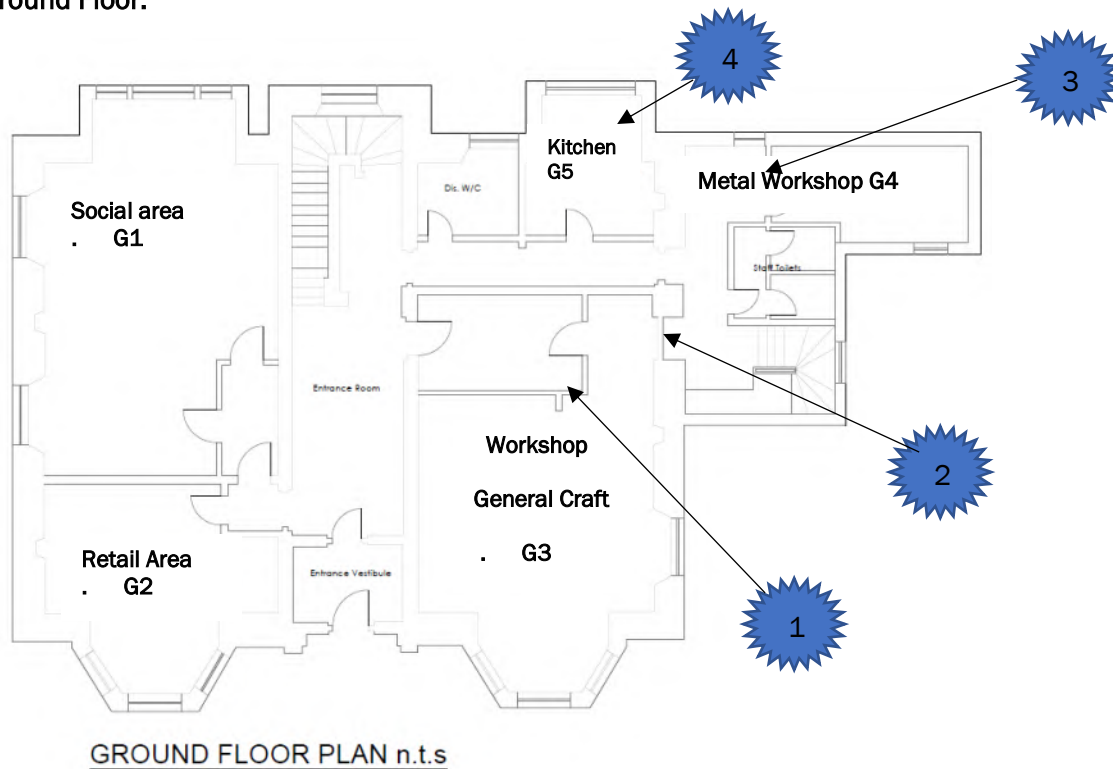 round Floor.
4
3
Kitchen
G5
Metal Workshop G4
Dis. W/C
Social area
. G1
Staff Toilets
Entrance Room
Workshop
2
General Craft
. G3
Retail Area
. G2
Entrance Vestibule
1
GROUND FLOOR PLAN n.t.s